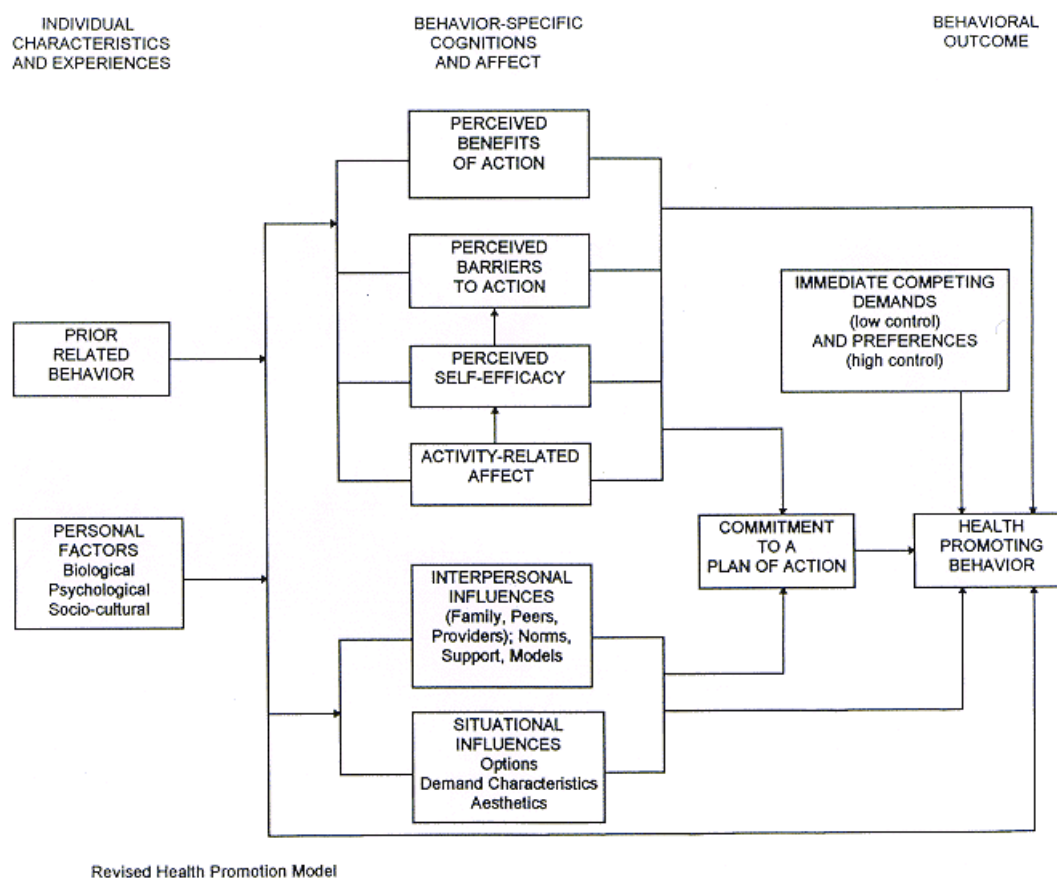 INDIVIDUAL
CHARACTERISTICS
AND EXPERIENCES
BEHAVIOR-SPECIFIC
COGNITIONS
AND AFFECT
BEHAVIORAL
OUTCOME
PERCEIVED
BENEFITS
OF ACTION
PERCEIVED
BARRIERS
TO ACTION
IMMEDIATE COMPETING
DEMANDS
(low control)
AND PREFERENCES
(high control)
PRIOR
RELATED
BEHAVIOR
PERCEIVED
SELF-EFFICACY
ACTIVITY-RELATED
AFFECT
PERSONAL
FACTORS
Biological
Psychological
Socio-cultural
COMMITMENT
TO A
PLAN OF ACTION
HEALTH
PROMOTING
BEHAVIOR
INTERPERSONAL
INFLUENCES
(Family, Peers,
Providers); Norms,
Support, Models
SITUATIONAL
INFLUENCES
Options
Demand Characteristics
Aesthetics
Revised Health Promotion Model